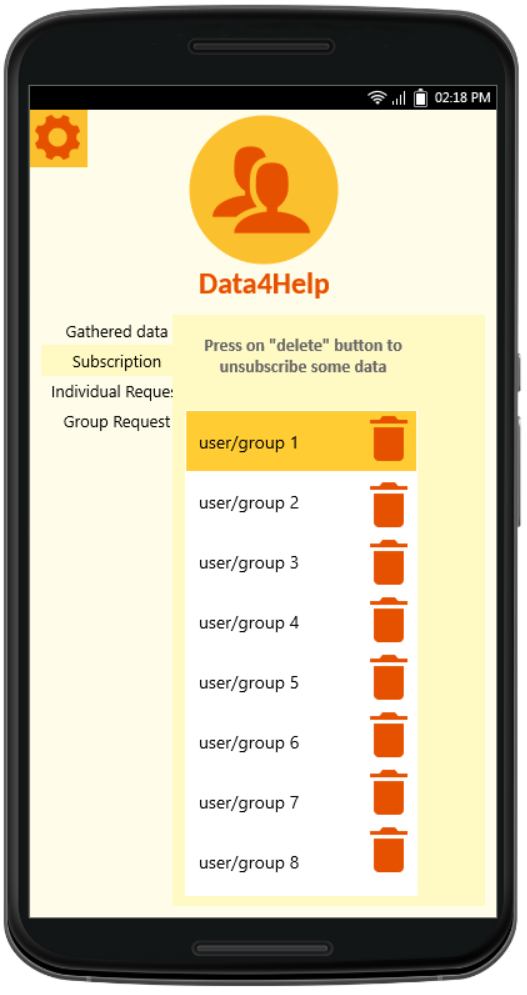 02:18 PM
Data4Help
Gathered data
Subscription
Individual Reques
Group Request
Press on "delete" button to
unsubscribe some data
user/group 1
user/group 2
user/group 3
user/group 4
user/group 5
user/group 6
user/group 7
user/group 8